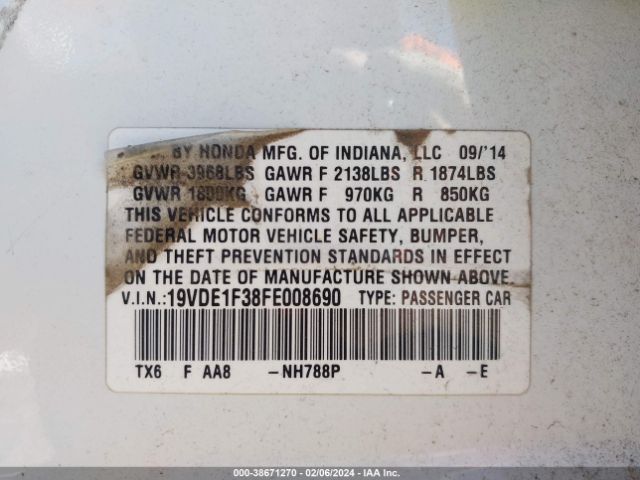 BY HONDA MFG. OF INDIANA, LLC 09/'14
GVWR 3968LBS GAWR F 2138LBS R 1874LBS
GVWR 1800KG GAWR F 970KG R 850KG
THIS VEHICLE CONFORMS TO ALL APPLICABLE
FEDERAL MOTOR VEHICLE SAFETY, BUMPER,
AND THEFT PREVENTION STANDARDS IN EFFECT
ON THE DATE OF MANUFACTURE SHOWN ABOVE.
V.I.N.:19VDE1F38FE008690 TYPE: PASSENGER CAR
TX6 F AA8 -NH788P -A -E
000-38671270 - 02/06/2024 - IAA Inc.